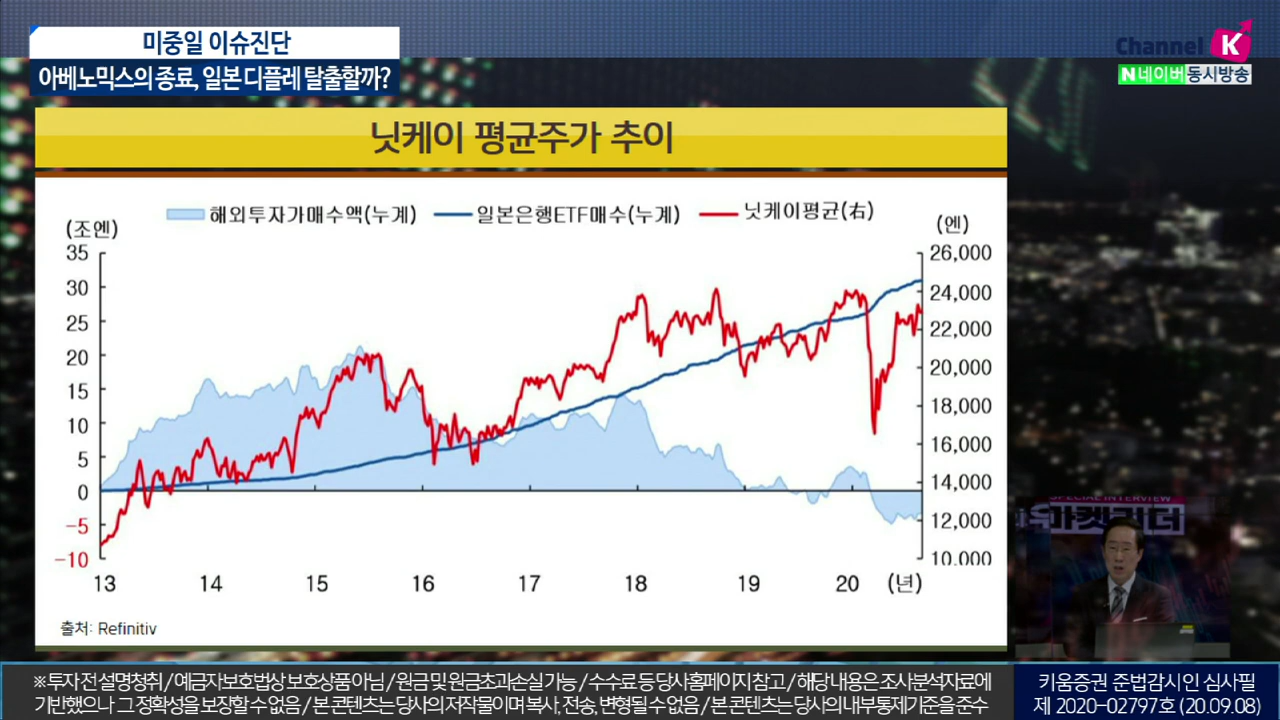 미중일 이슈진단
아베노믹스의 종료, 일본 디플레 탈출할까?
Channel K
N 네이버 동시방송
닛케이 평균주가 추이
해외투자가매수액(누계) 일본은행ETF매수(누계) 닛케이평균(右)
(조엔) (엔)
35 26,000
30 24,000
25 22,000
20 20,000
15 18,000
10 16,000
5 14,000
0 12,000
-5 10,000
-10
13 14 15 16 17 18 19 20 (년)
출처: Refinitiv
SPECIAL INTERVIEW
마켓리더
※투자 전 설명청취 / 예금자보호법상 보호상품 아님 / 원금 및 원금초과손실 가능 / 수수료 등 당사홈페이지 참고 / 해당 내용은 조사분석자료에
기반했으나 그 정확성을 보장할 수 없음 / 본 콘텐츠는 당사의 저작물이며 복사, 전송, 변형될 수 없음 / 본 콘텐츠는 당사의 내부통제기준을 준수
키움증권 준법감시인 심사필
제 2020-02797호 (20.09.08)